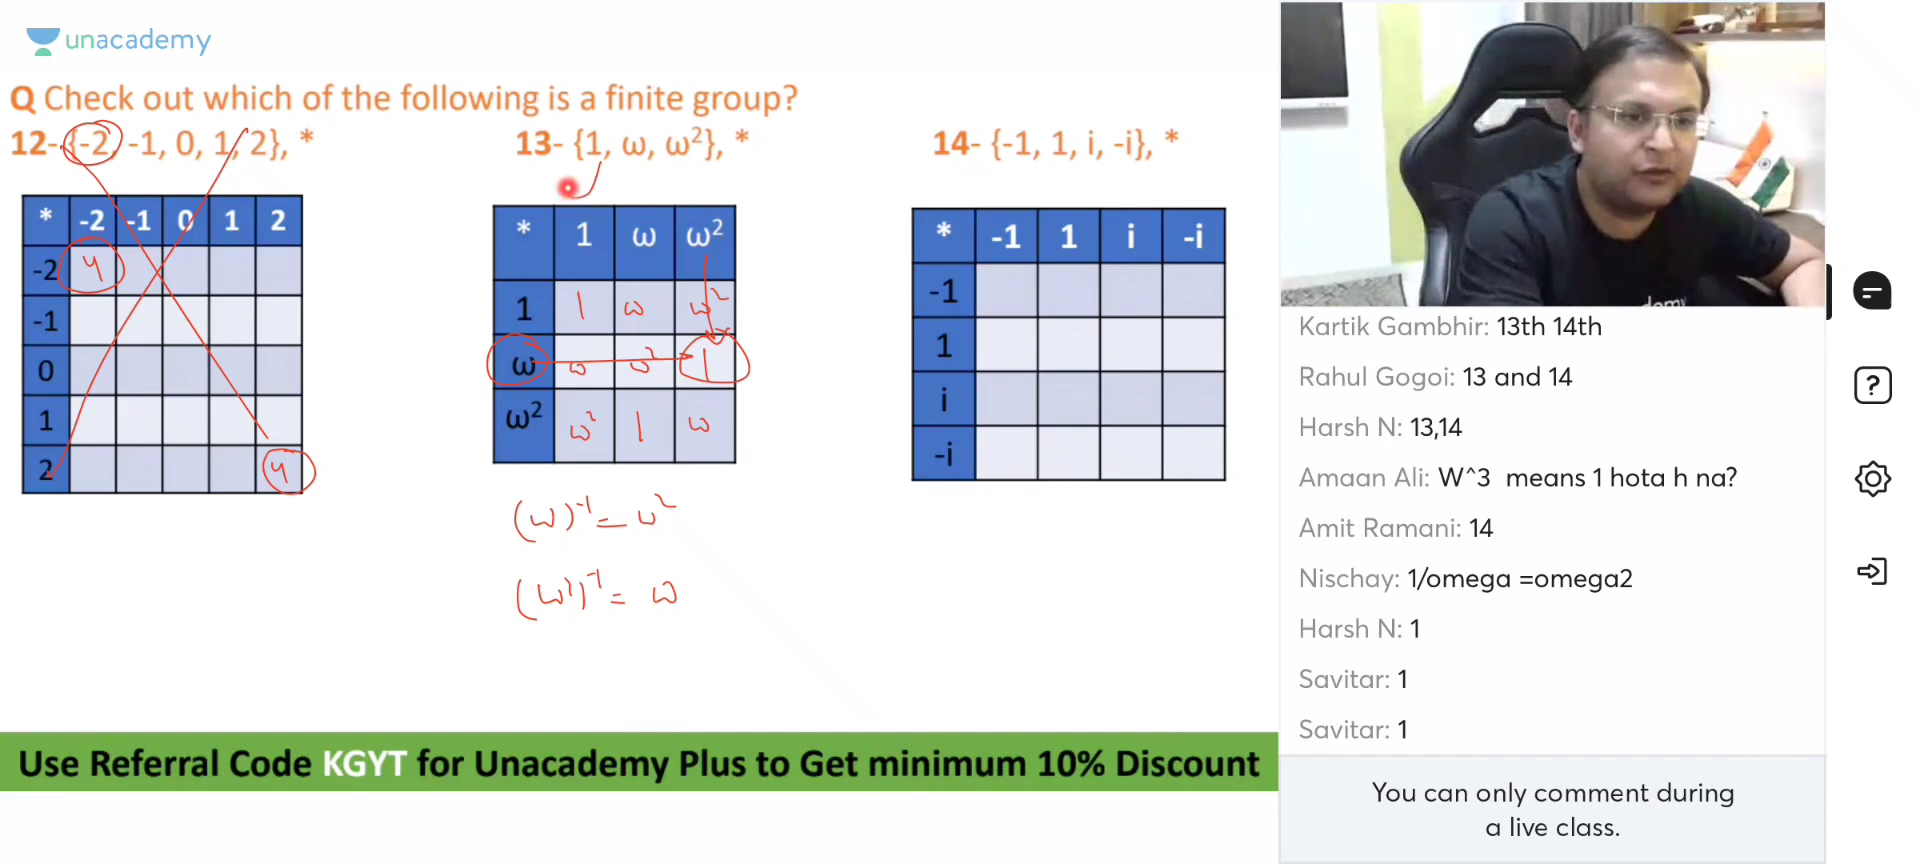 unacademy
Q Check out which of the following is a finite group?
12- {-2, -1, 0, 1, 2}, *
13- {1, ω, ω²}, *
14- {-1, 1, i, -i}, *
* -2 -1 0 1 2
-2 4
-1
0
1
2 4
* 1 ω ω²
1 1 ω ω²
ω ω ω² 1
ω² ω² 1 ω
(ω)⁻¹ = ω²
(ω²)⁻¹ = ω
* -1 1 i -i
-1
1
i
-i
Use Referral Code KGYT for Unacademy Plus to Get minimum 10% Discount
Kartik Gambhir: 13th 14th
Rahul Gogoi: 13 and 14
Harsh N: 13,14
Amaan Ali: W^3 means 1 hota h na?
Amit Ramani: 14
Nischay: 1/omega =omega2
Harsh N: 1
Savitar: 1
Savitar: 1
You can only comment during
a live class.